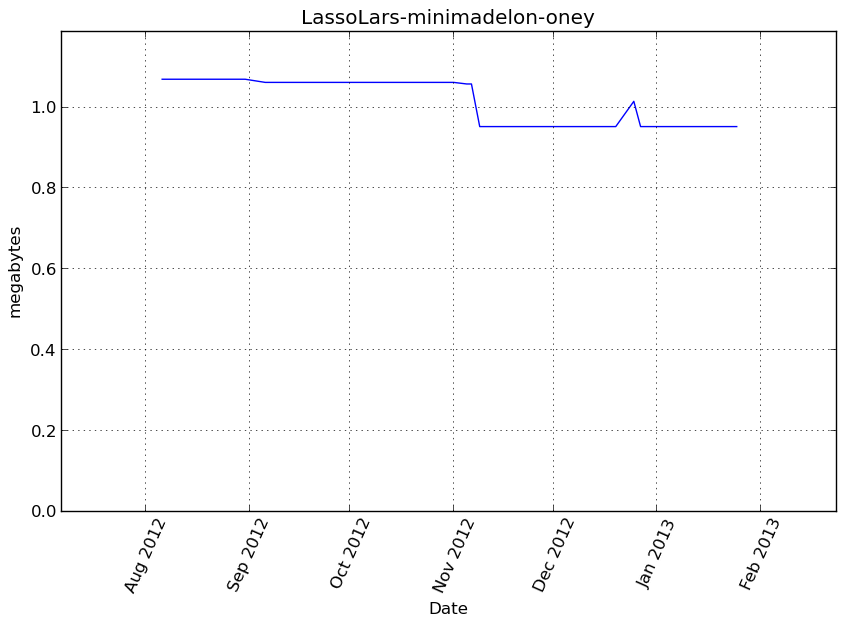 LassoLars-minimadelon-oney
megabytes
1.0
0.8
0.6
0.4
0.2
0.0
Aug 2012
Sep 2012
Oct 2012
Nov 2012
Dec 2012
Jan 2013
Feb 2013
Date